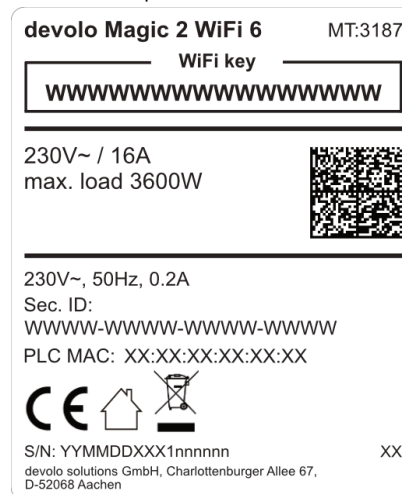 devolo Magic 2 WiFi 6 MT:3187
WiFi key
WWWWWWWWWWWWWWWW
230V~ / 16A
max. load 3600W
230V~, 50Hz, 0.2A
Sec. ID:
WWWW-WWWW-WWWW-WWWW
PLC MAC: XX:XX:XX:XX:XX:XX
CE
S/N: YYMMDDXXX1nnnnnn XX
devolo solutions GmbH, Charlottenburger Allee 67,
D-52068 Aachen